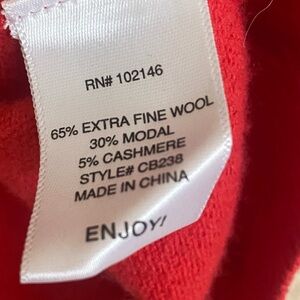 RN# 102146
65% EXTRA FINE WOOL
30% MODAL
5% CASHMERE
STYLE# CB238
MADE IN CHINA
ENJOY!